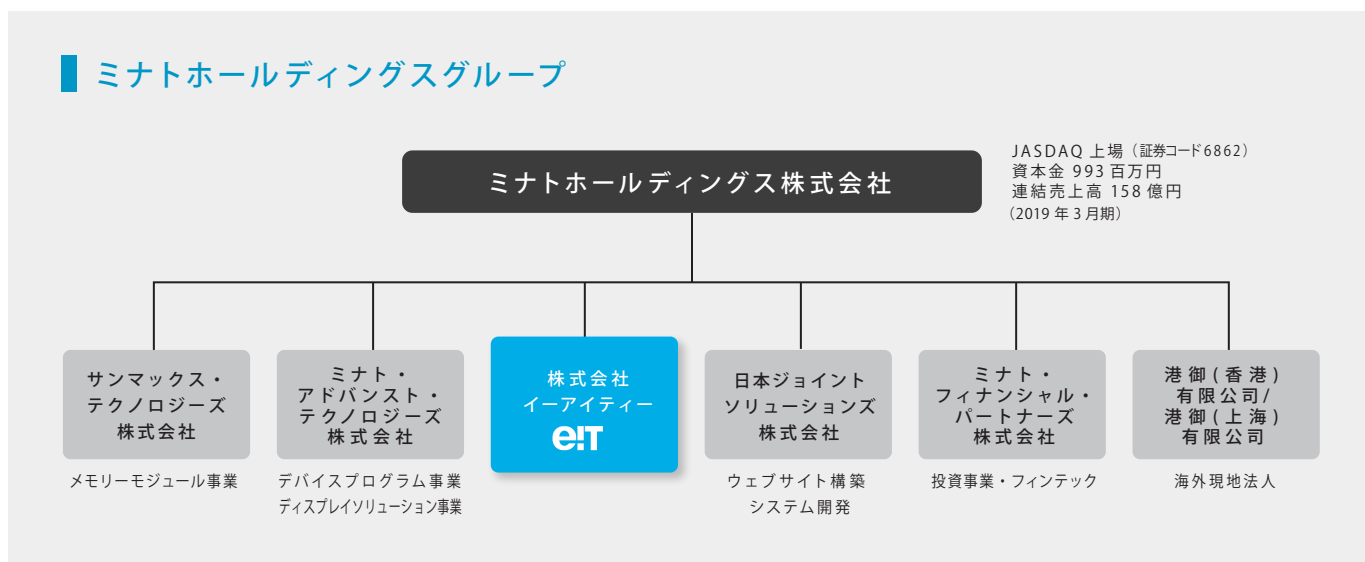 ミナトホールディングスグループ
ミナトホールディングス株式会社
JASDAQ 上場（証券コード6862）
資本金 993 百万円
連結売上高 158 億円
（2019 年 3 月期）
サンマックス・
テクノロジーズ
株式会社
メモリーモジュール事業
ミナト・
アドバンスト・
テクノロジーズ
株式会社
デバイスプログラム事業
ディスプレイソリューション事業
株式会社
イーアイティー
e!T
日本ジョイント
ソリューションズ
株式会社
ウェブサイト構築
システム開発
ミナト・
フィナンシャル・
パートナーズ
株式会社
投資事業・フィンテック
港御(香港)
有限公司/
港御(上海)
有限公司
海外現地法人